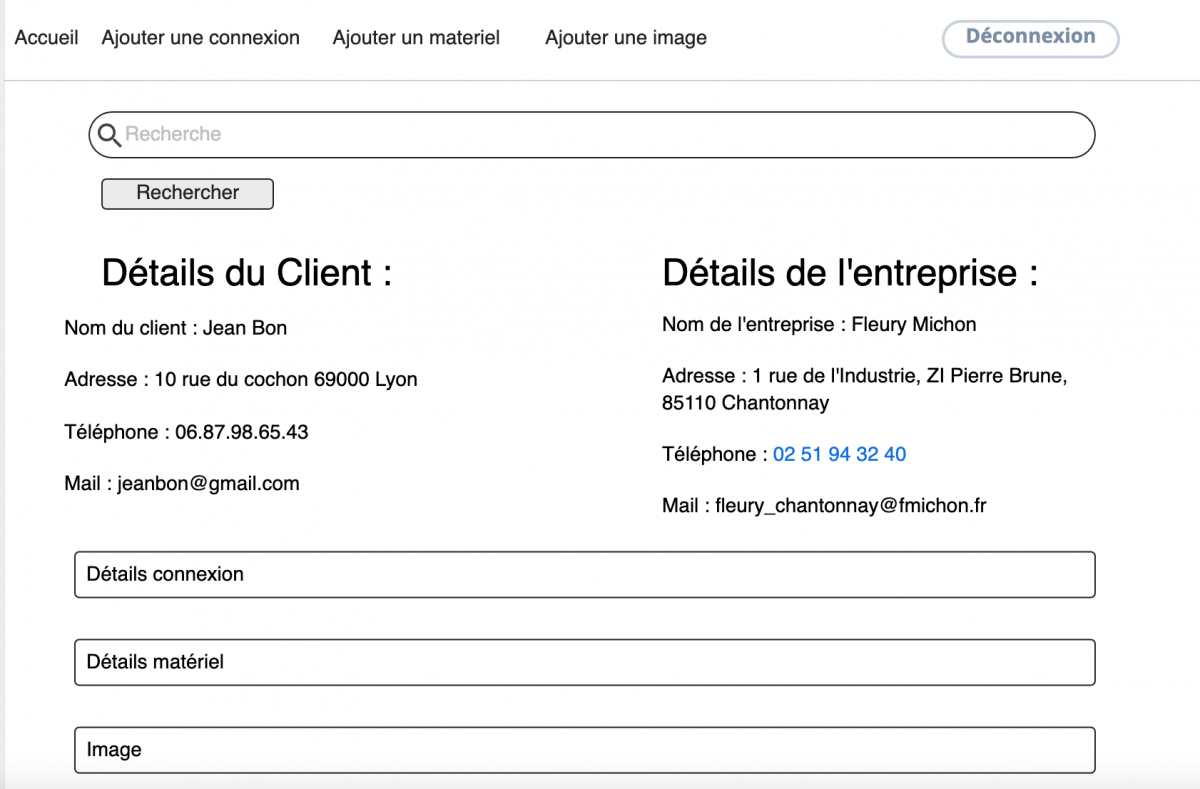 Accueil Ajouter une connexion Ajouter un materiel Ajouter une image Déconnexion
Recherche
Rechercher
Détails du Client :
Nom du client : Jean Bon
Adresse : 10 rue du cochon 69000 Lyon
Téléphone : 06.87.98.65.43
Mail : jeanbon@gmail.com
Détails de l'entreprise :
Nom de l'entreprise : Fleury Michon
Adresse : 1 rue de l'Industrie, ZI Pierre Brune,
85110 Chantonnay
Téléphone : 02 51 94 32 40
Mail : fleury_chantonnay@fmichon.fr
Détails connexion
Détails matériel
Image